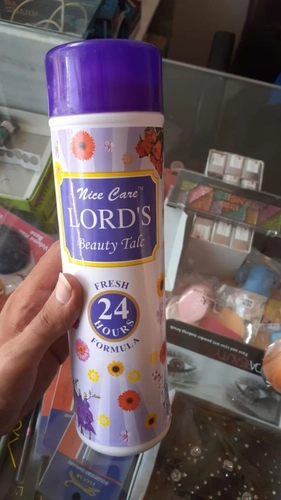 Nice Care
LORD'S
Beauty Talc
FRESH
24
HOURS
FORMULA